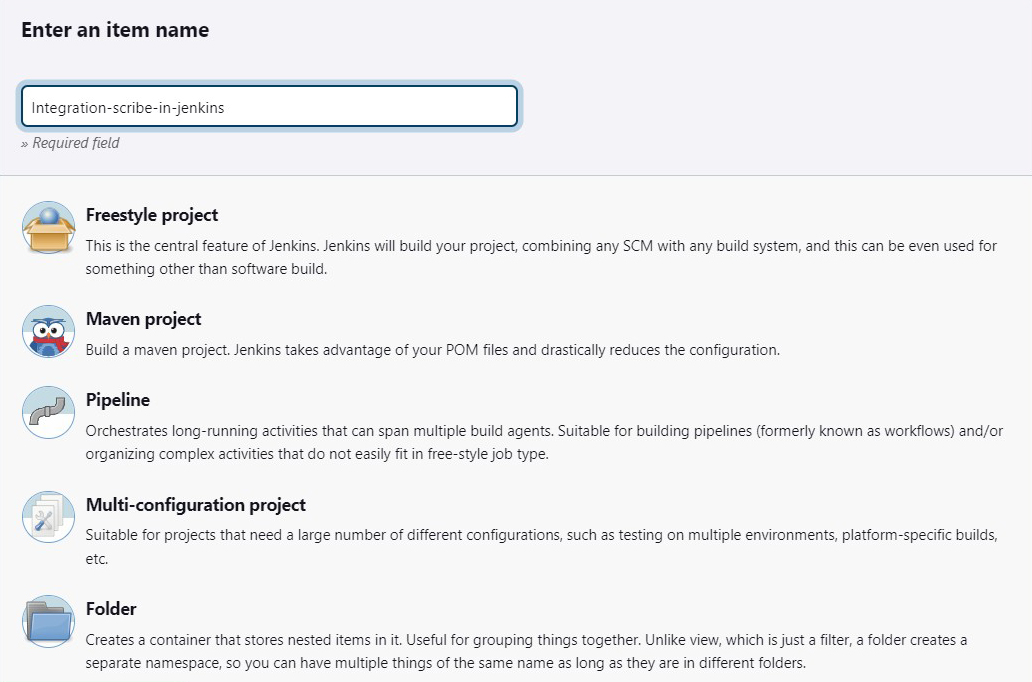 Enter an item name
Integration-scribe-in-jenkins
» Required field
Freestyle project
This is the central feature of Jenkins. Jenkins will build your project, combining any SCM with any build system, and this can be even used for
something other than software build.
Maven project
Build a maven project. Jenkins takes advantage of your POM files and drastically reduces the configuration.
Pipeline
Orchestrates long-running activities that can span multiple build agents. Suitable for building pipelines (formerly known as workflows) and/or
organizing complex activities that do not easily fit in free-style job type.
Multi-configuration project
Suitable for projects that need a large number of different configurations, such as testing on multiple environments, platform-specific builds,
etc.
Folder
Creates a container that stores nested items in it. Useful for grouping things together. Unlike view, which is just a filter, a folder creates a
separate namespace, so you can have multiple things of the same name as long as they are in different folders.